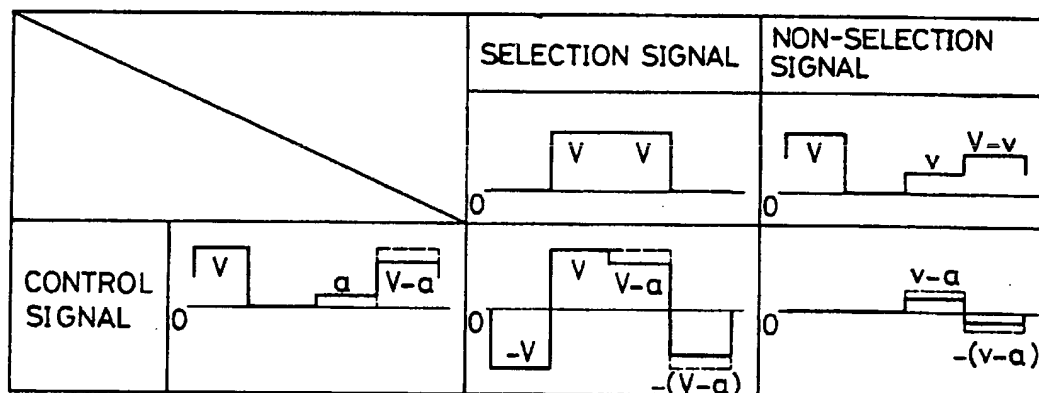 SELECTION SIGNAL
NON-SELECTION
SIGNAL
V V
0
V v V=v
0
CONTROL
SIGNAL
V a V-a
0
V V-a
0
-V -(V-a)
v-a
0
-(v-a)